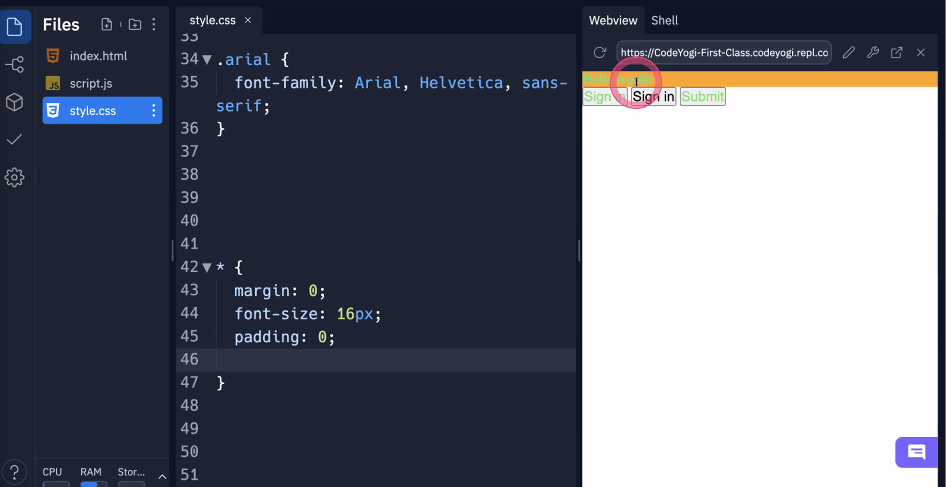 Files
index.html
JS
script.js
style.css
?
CPU
RAM
Stor...
style.css ×
33
34 .arial {
35 font-family: Arial, Helvetica, sans-
serif;
36 }
37
38
39
40
41
42 * {
43 margin: 0;
44 font-size: 16px;
45 padding: 0;
46
47 }
48
49
50
51
Webview
Shell
https://CodeYogi-First-Class.codeyogi.repl.co
Sign in
Sign in
Submit